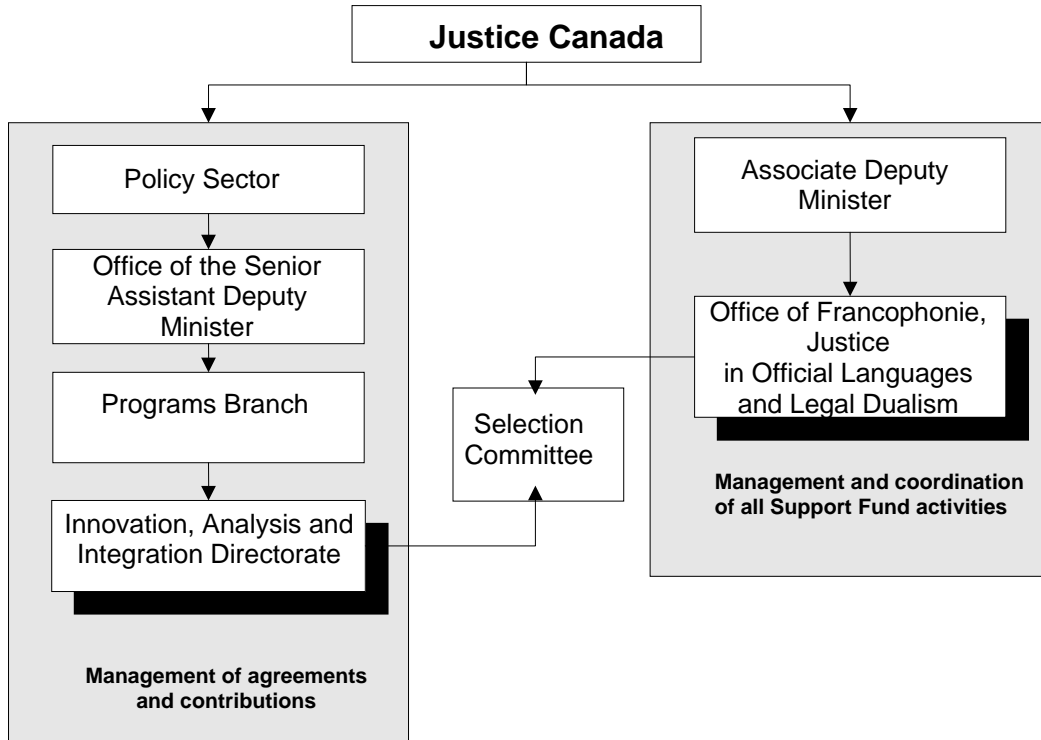 Justice Canada
Policy Sector
Office of the Senior
Assistant Deputy
Minister
Programs Branch
Innovation, Analysis and
Integration Directorate
Management of agreements
and contributions
Selection
Committee
Associate Deputy
Minister
Office of Francophonie,
Justice
in Official Languages
and Legal Dualism
Management and coordination
of all Support Fund activities